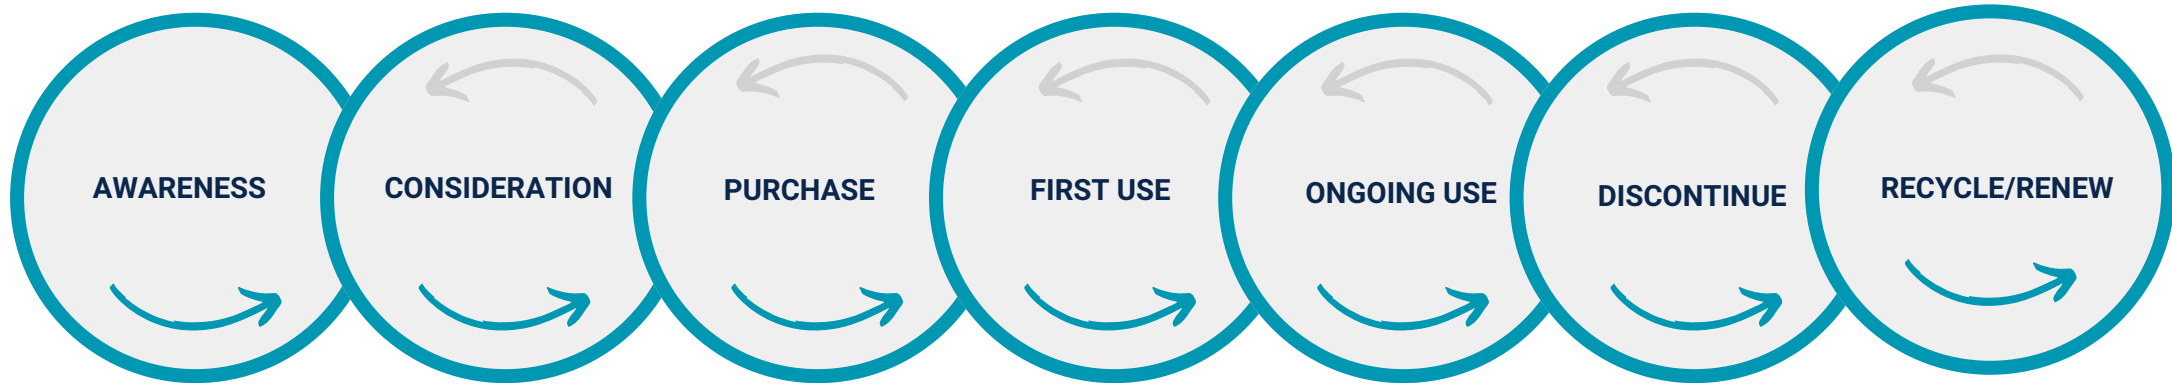 AWARENESS
CONSIDERATION
PURCHASE
FIRST USE
ONGOING USE
DISCONTINUE
RECYCLE/RENEW